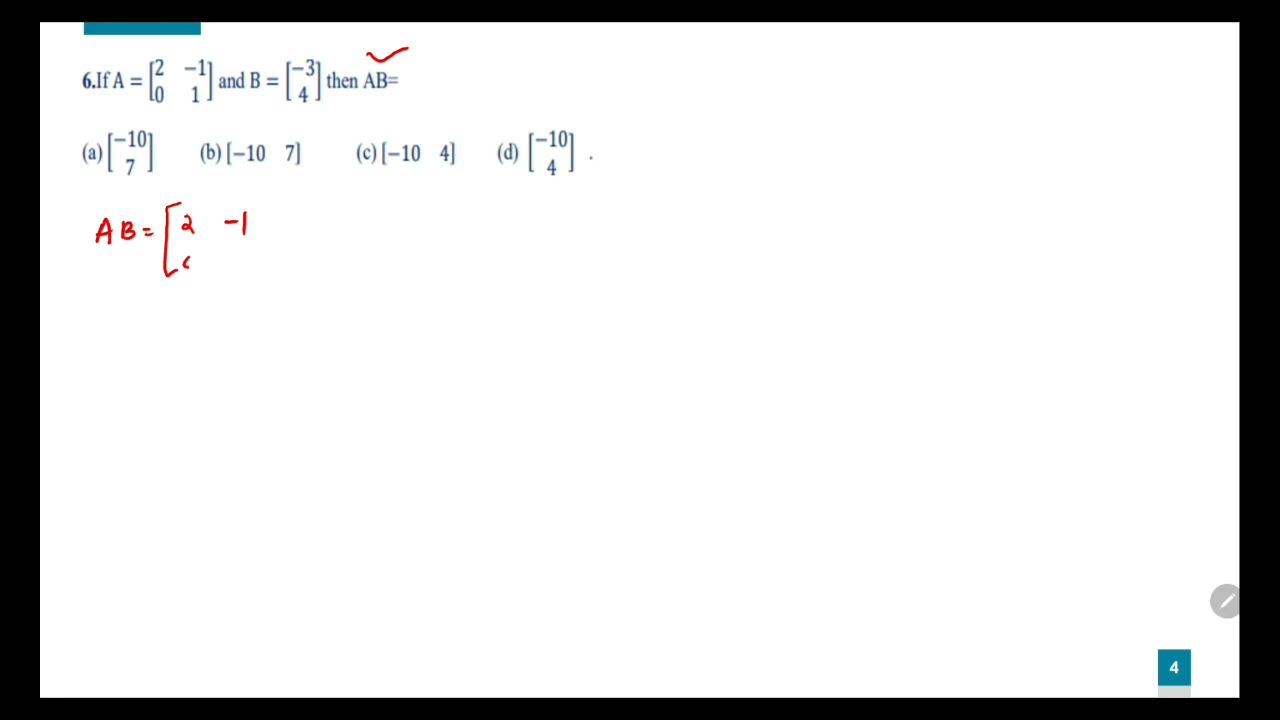 6.If A = [2 −1 0 1] and B = [−3 4] then AB=
(a) [−10 7] (b) [−10 7] (c) [−10 4] (d) [−10 4] .
AB = [2 -1
4